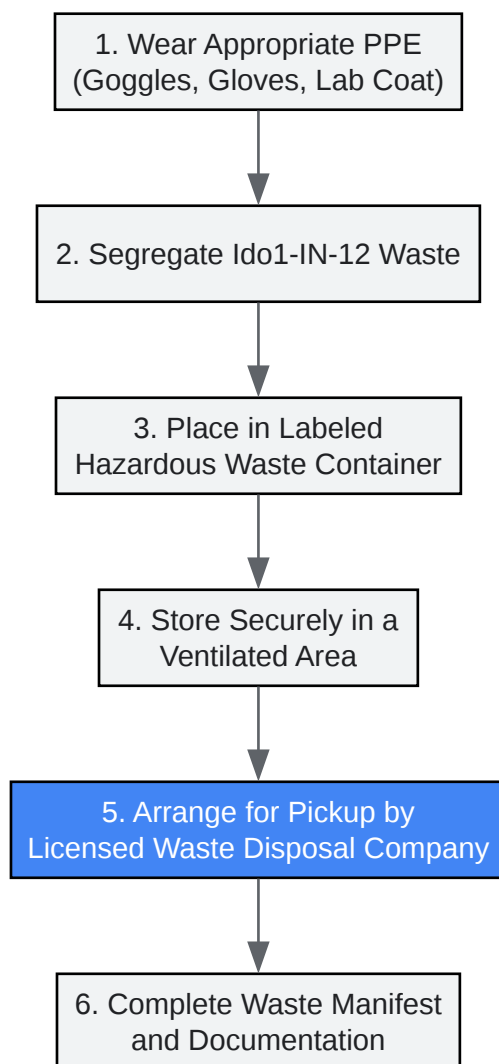 1. Wear Appropriate PPE
(Goggles, Gloves, Lab Coat)
2. Segregate Ido1-IN-12 Waste
3. Place in Labeled
Hazardous Waste Container
4. Store Securely in a
Ventilated Area
5. Arrange for Pickup by
Licensed Waste Disposal Company
6. Complete Waste Manifest
and Documentation